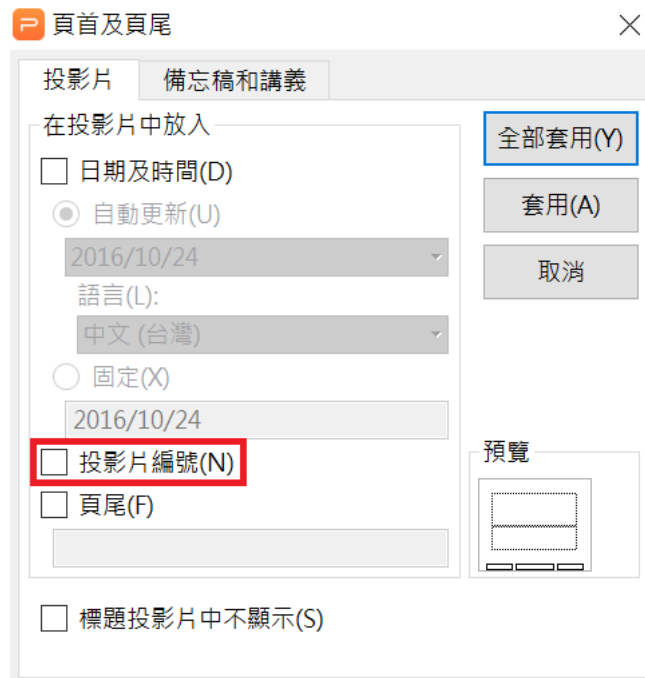 頁首及頁尾
投影片 備忘稿和講義
在投影片中放入
全部套用(Y)
日期及時間(D)
套用(A)
自動更新(U)
2016/10/24
取消
語言(L):
中文 (台灣)
固定(X)
2016/10/24
投影片編號(N)
預覽
頁尾(F)
標題投影片中不顯示(S)